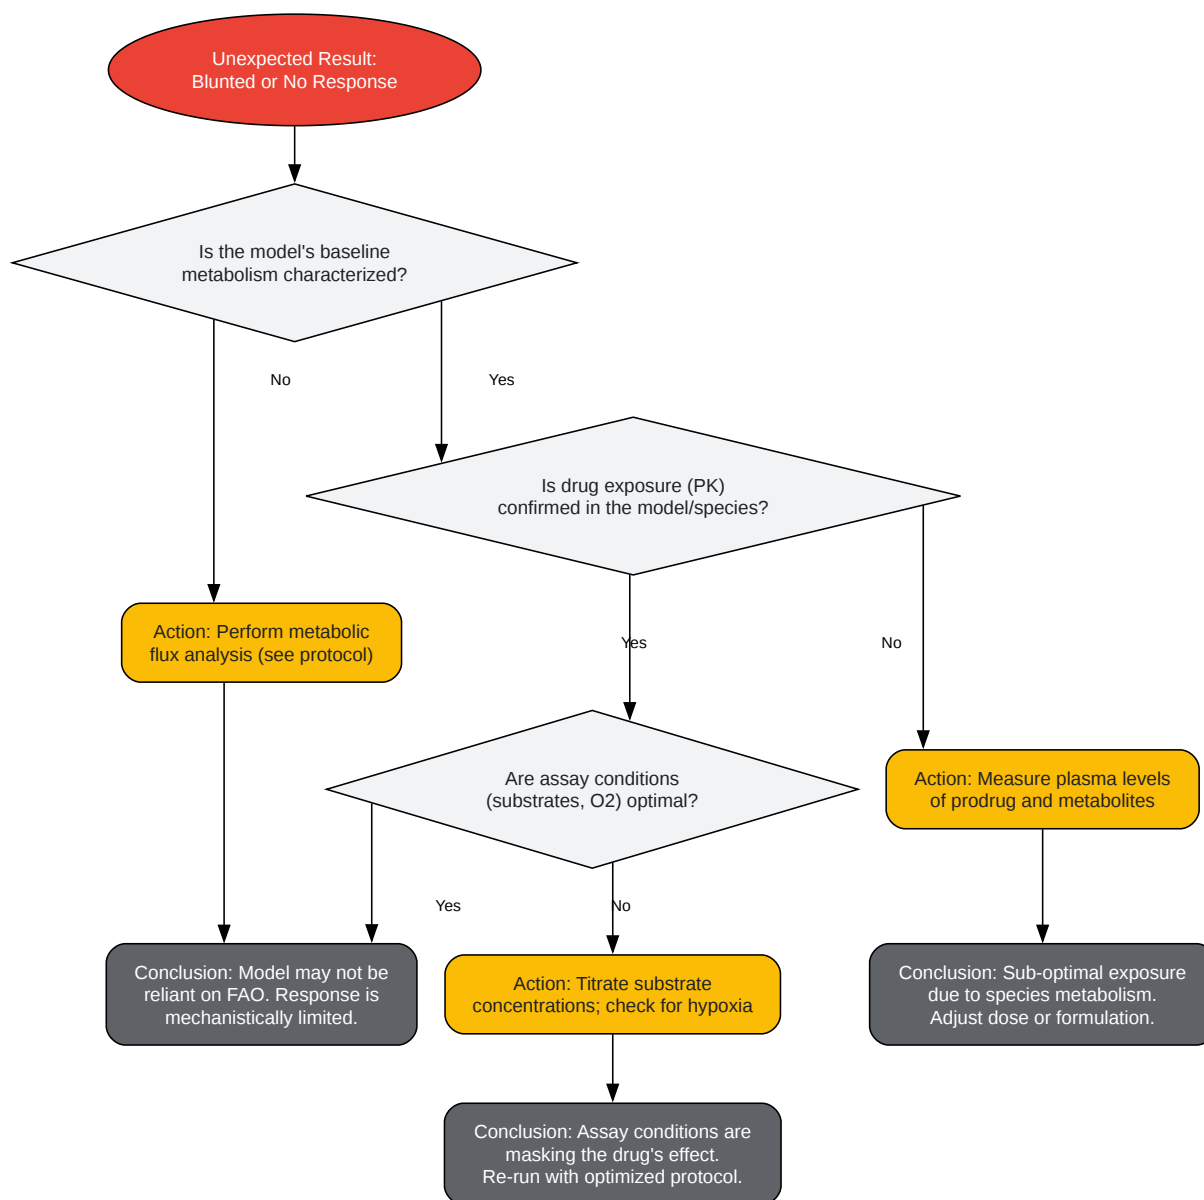 Unexpected Result:
Blunted or No Response
Is the model's baseline
metabolism characterized?
No
Yes
Is drug exposure (PK)
confirmed in the model/species?
Action: Perform metabolic
flux analysis (see protocol)
Yes
No
Are assay conditions
(substrates, O2) optimal?
Action: Measure plasma levels
of prodrug and metabolites
Yes
No
Conclusion: Model may not be
reliant on FAO. Response is
mechanistically limited.
Action: Titrate substrate
concentrations; check for hypoxia
Conclusion: Sub-optimal exposure
due to species metabolism.
Adjust dose or formulation.
Conclusion: Assay conditions are
masking the drug's effect.
Re-run with optimized protocol.